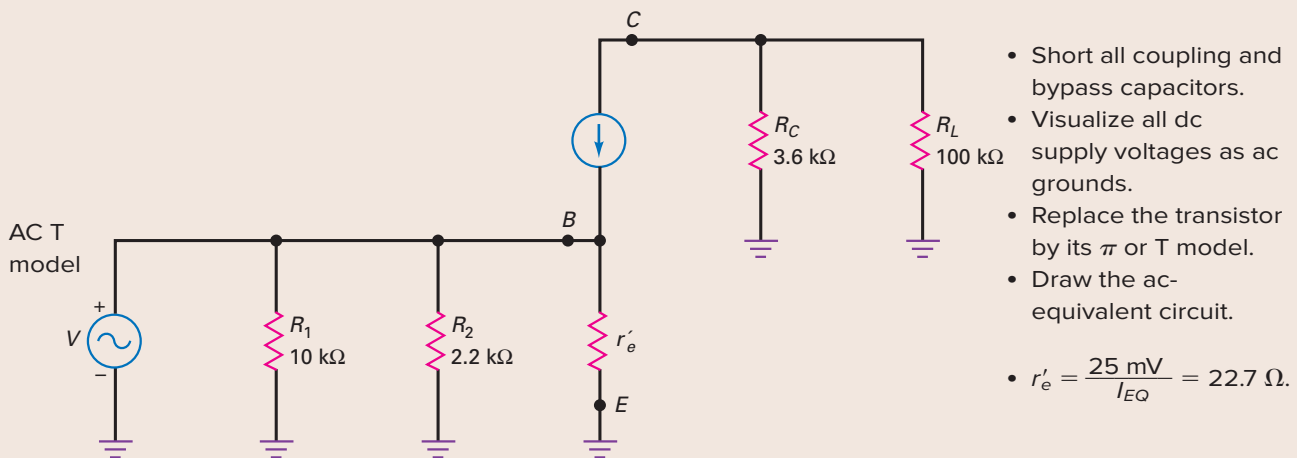 C
R_C
3.6 kΩ
R_L
100 kΩ
B
AC T
model
+
V
–
R_1
10 kΩ
R_2
2.2 kΩ
r′_e
E
• Short all coupling and
bypass capacitors.
• Visualize all dc
supply voltages as ac
grounds.
• Replace the transistor
by its π or T model.
• Draw the ac-
equivalent circuit.
• r′_e = 25 mV / I_EQ = 22.7 Ω.